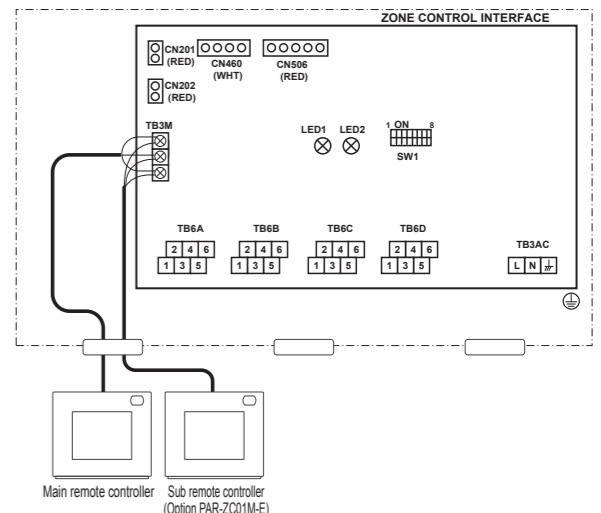 ZONE CONTROL INTERFACE
CN201
(RED)
CN460
(WHT)
CN506
(RED)
CN202
(RED)
TB3M
LED1 LED2
1 ON 8
SW1
TB6A TB6B TB6C TB6D
2 4 6 2 4 6 2 4 6 2 4 6
1 3 5 1 3 5 1 3 5 1 3 5
TB3AC
L N
Main remote controller
Sub remote controller
(Option PAR-ZC01M-E)